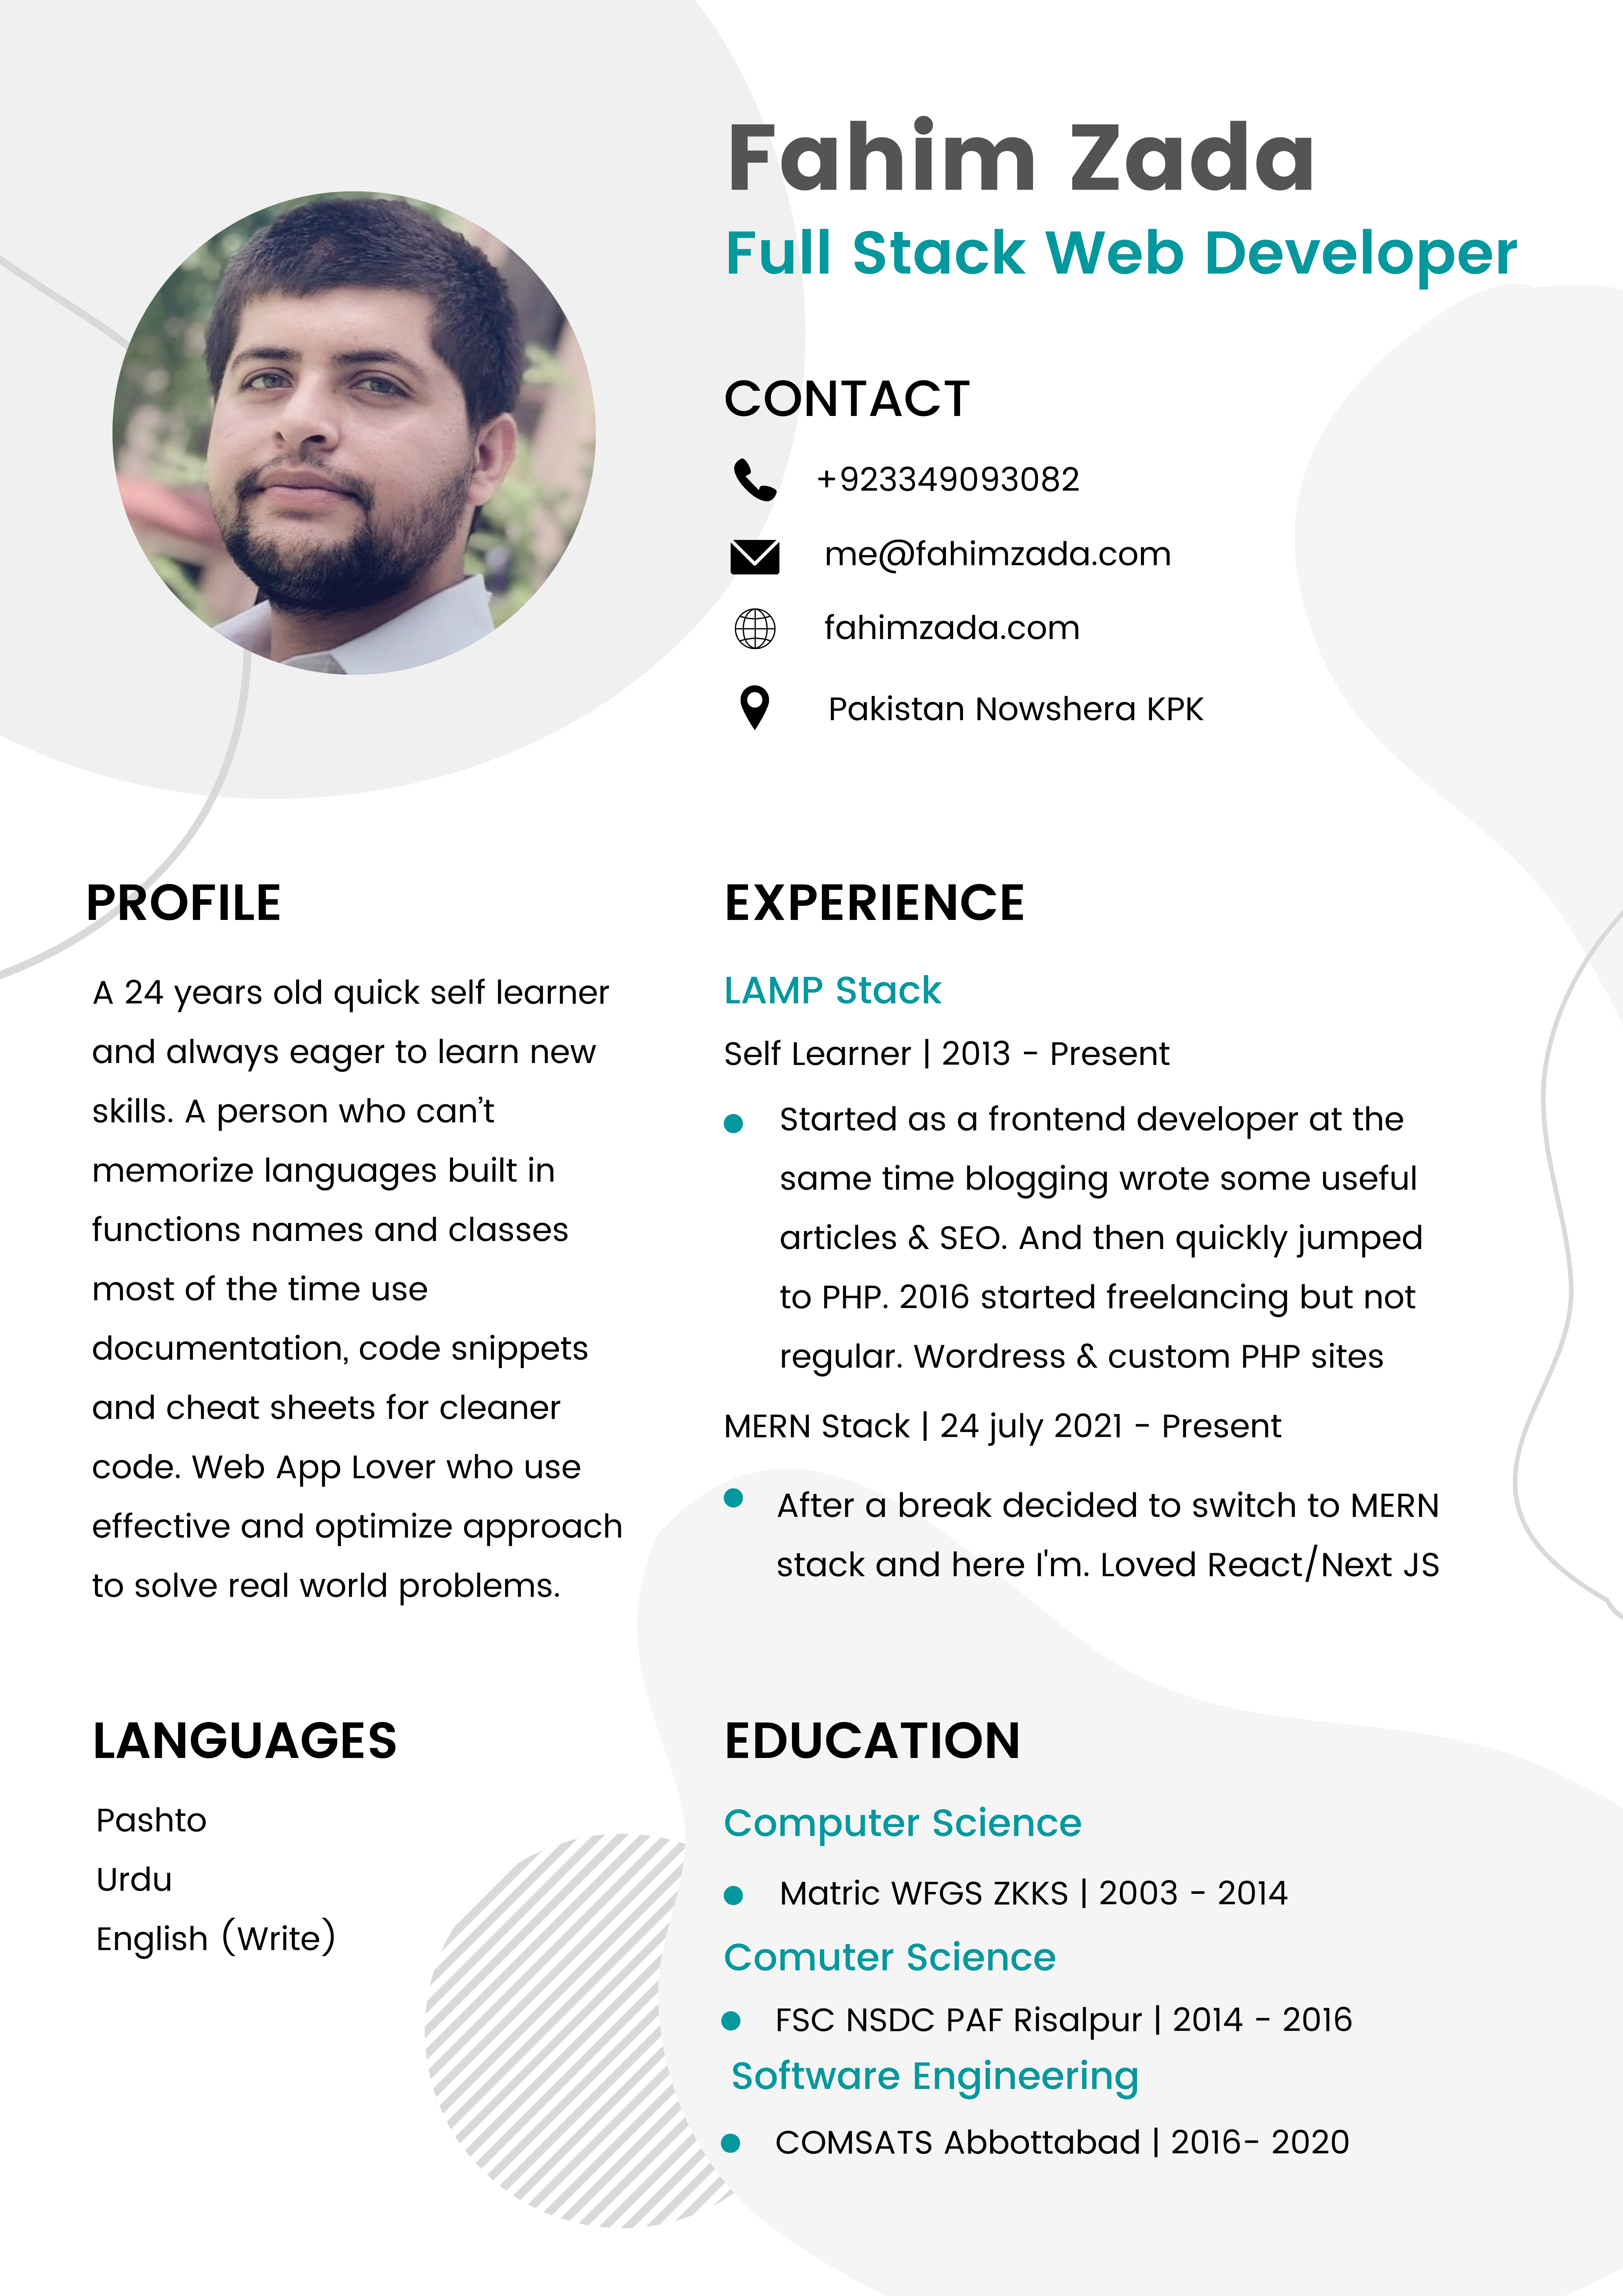 Fahim Zada
Full Stack Web Developer
CONTACT
+923349093082
me@fahimzada.com
fahimzada.com
Pakistan Nowshera KPK
PROFILE
A 24 years old quick self learner
and always eager to learn new
skills. A person who can’t
memorize languages built in
functions names and classes
most of the time use
documentation, code snippets
and cheat sheets for cleaner
code. Web App Lover who use
effective and optimize approach
to solve real world problems.
EXPERIENCE
LAMP Stack
Self Learner | 2013 - Present
Started as a frontend developer at the
same time blogging wrote some useful
articles & SEO. And then quickly jumped
to PHP. 2016 started freelancing but not
regular. Wordress & custom PHP sites
MERN Stack | 24 july 2021 - Present
After a break decided to switch to MERN
stack and here I'm. Loved React/Next JS
LANGUAGES
Pashto
Urdu
English (Write)
EDUCATION
Computer Science
Matric WFGS ZKKS | 2003 - 2014
Comuter Science
FSC NSDC PAF Risalpur | 2014 - 2016
Software Engineering
COMSATS Abbottabad | 2016- 2020